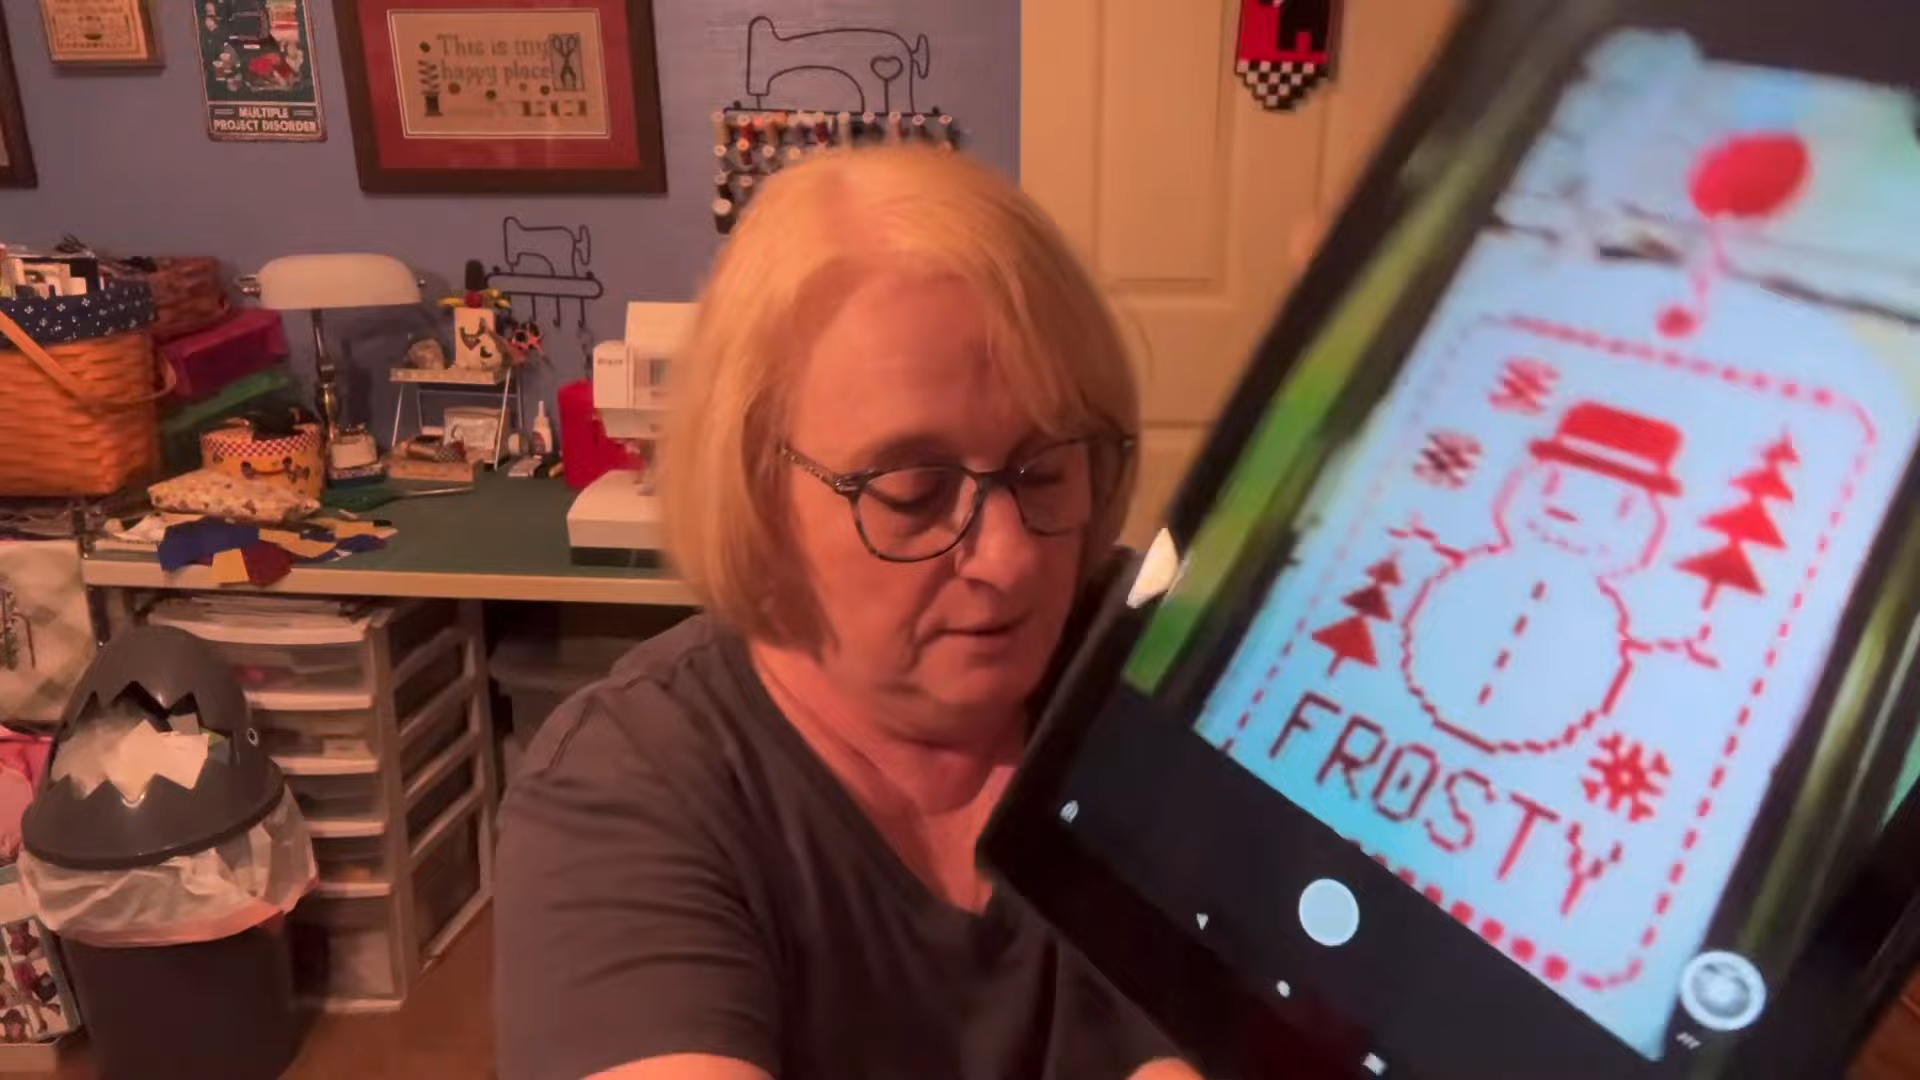 MULTIPLE
PROJECT DISORDER
This is my
happy place
FROSTY